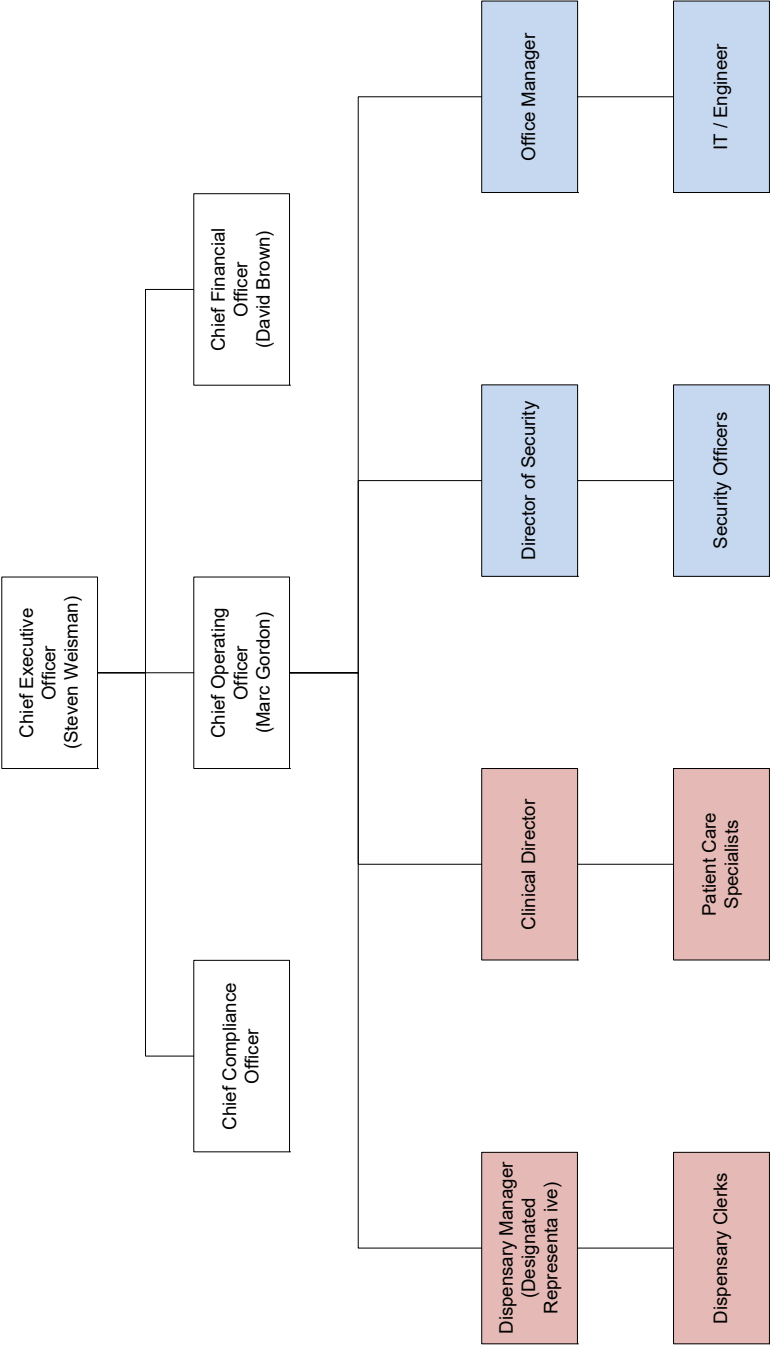 Chief Executive
Officer
(Steven Weisman)
Chief Compliance
Officer
Chief Operating
Officer
(Marc Gordon)
Chief Financial
Officer
(David Brown)
Dispensary Manager
(Designated
Representa ive)
Clinical Director
Director of Security
Office Manager
Dispensary Clerks
Patient Care
Specialists
Security Officers
IT / Engineer